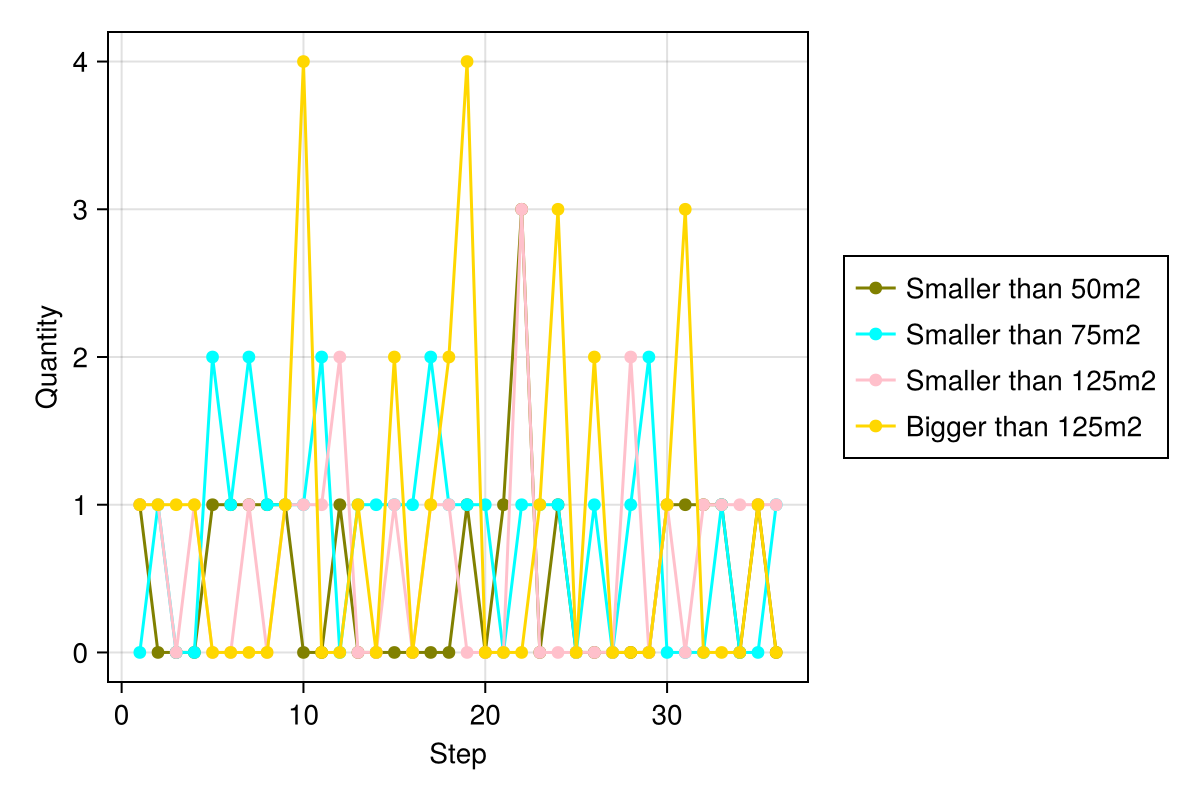 4
3
2
1
0
Quantity
0 10 20 30
Step
Smaller than 50m2
Smaller than 75m2
Smaller than 125m2
Bigger than 125m2